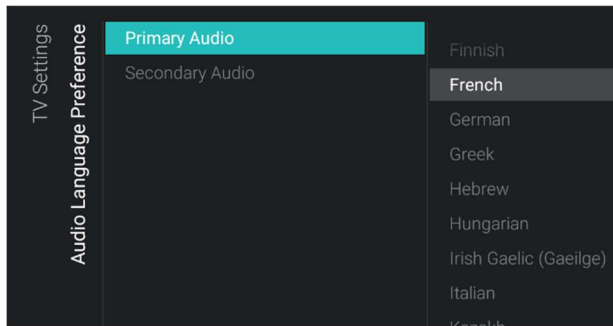 TV Settings
Audio Language Preference
Primary Audio
Secondary Audio
Finnish
French
German
Greek
Hebrew
Hungarian
Irish Gaelic (Gaeilge)
Italian
Kazakh